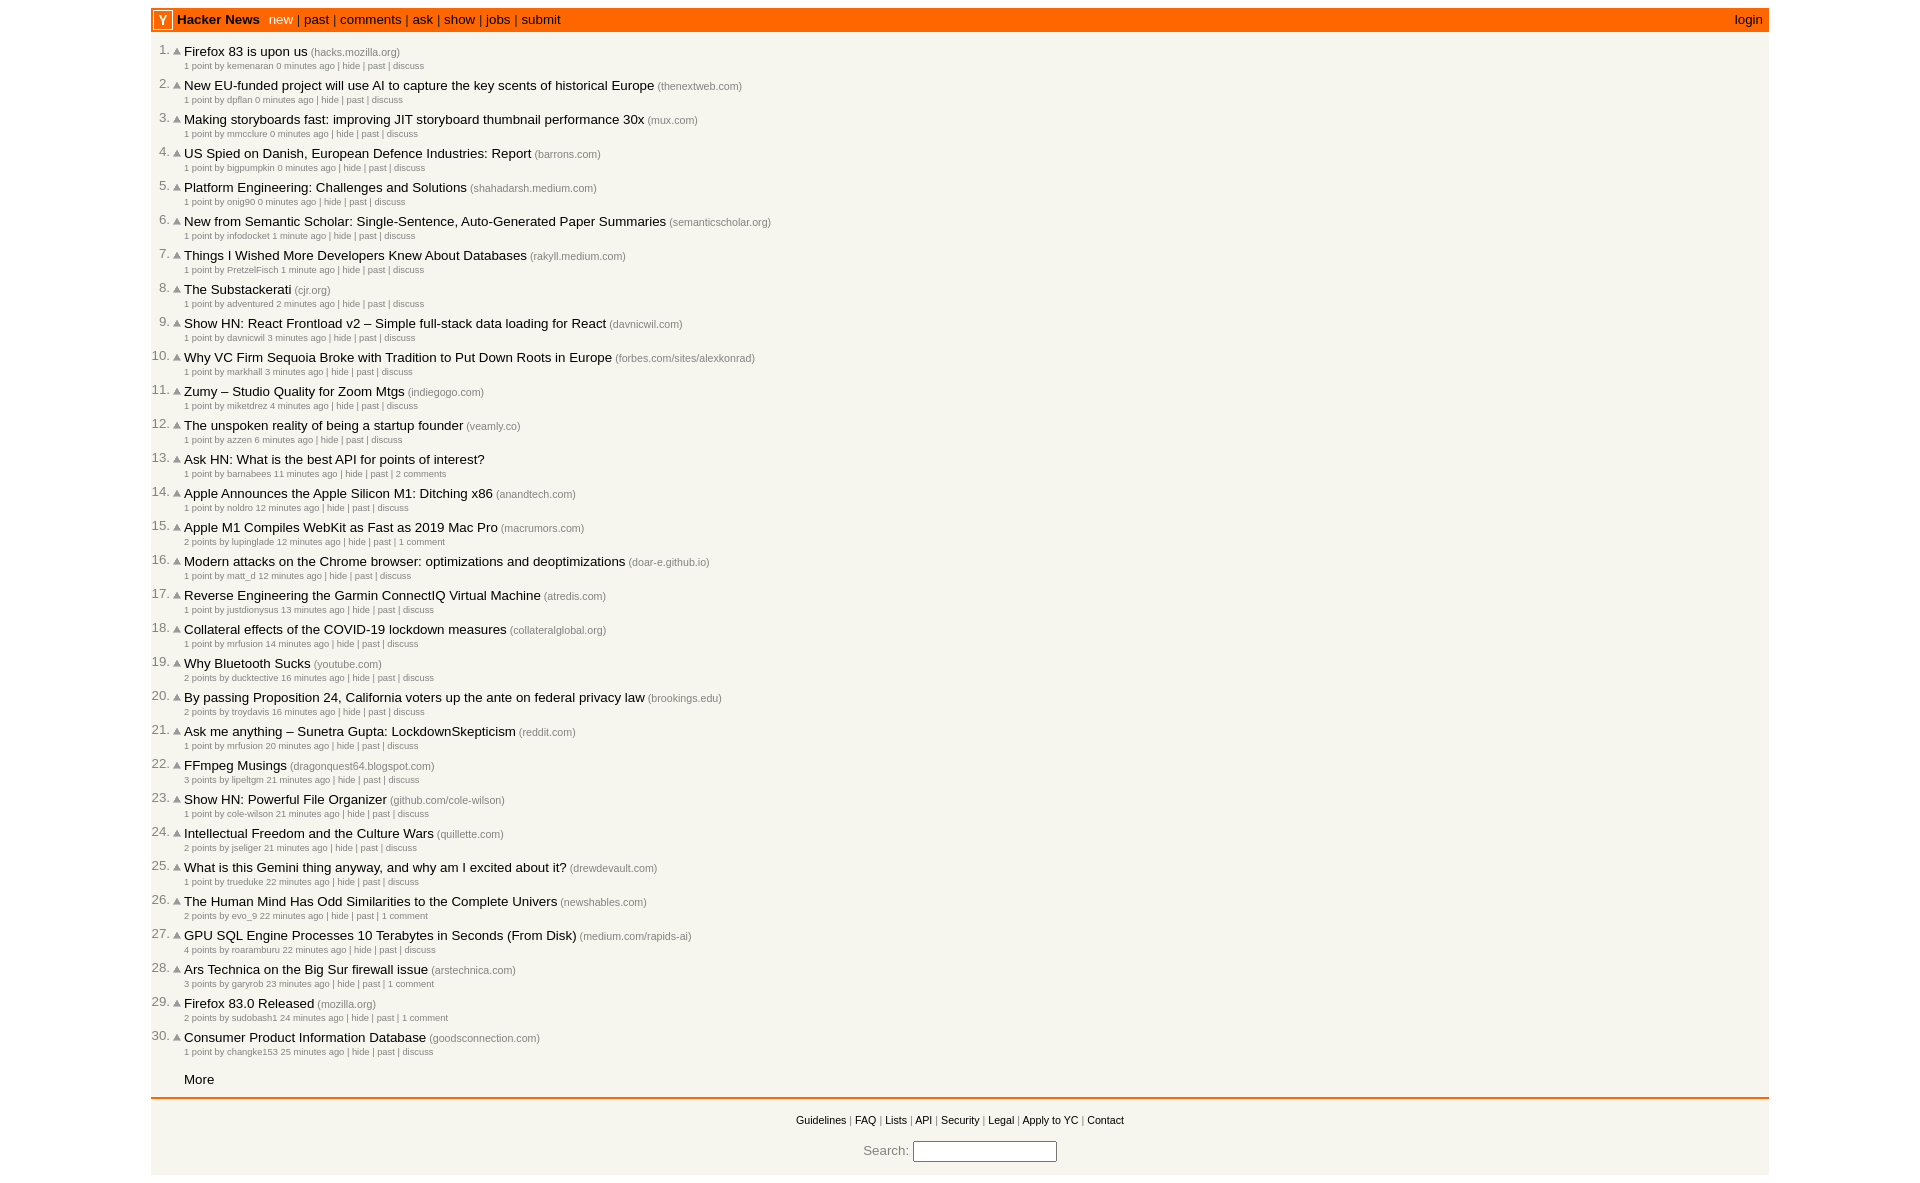 Y Hacker News new | past | comments | ask | show | jobs | submit login
1. Firefox 83 is upon us (hacks.mozilla.org)
1 point by kemenaran 0 minutes ago | hide | past | discuss
2. New EU-funded project will use AI to capture the key scents of historical Europe (thenextweb.com)
1 point by dpflan 0 minutes ago | hide | past | discuss
3. Making storyboards fast: improving JIT storyboard thumbnail performance 30x (mux.com)
1 point by mmcclure 0 minutes ago | hide | past | discuss
4. US Spied on Danish, European Defence Industries: Report (barrons.com)
1 point by bigpumpkin 0 minutes ago | hide | past | discuss
5. Platform Engineering: Challenges and Solutions (shahadarsh.medium.com)
1 point by onig90 0 minutes ago | hide | past | discuss
6. New from Semantic Scholar: Single-Sentence, Auto-Generated Paper Summaries (semanticscholar.org)
1 point by infodocket 1 minute ago | hide | past | discuss
7. Things I Wished More Developers Knew About Databases (rakyll.medium.com)
1 point by PretzelFisch 1 minute ago | hide | past | discuss
8. The Substackerati (cjr.org)
1 point by adventured 2 minutes ago | hide | past | discuss
9. Show HN: React Frontload v2 – Simple full-stack data loading for React (davnicwil.com)
1 point by davnicwil 3 minutes ago | hide | past | discuss
10. Why VC Firm Sequoia Broke with Tradition to Put Down Roots in Europe (forbes.com/sites/alexkonrad)
1 point by markhall 3 minutes ago | hide | past | discuss
11. Zumy – Studio Quality for Zoom Mtgs (indiegogo.com)
1 point by miketdrez 4 minutes ago | hide | past | discuss
12. The unspoken reality of being a startup founder (veamly.co)
1 point by azzen 6 minutes ago | hide | past | discuss
13. Ask HN: What is the best API for points of interest?
1 point by barnabees 11 minutes ago | hide | past | 2 comments
14. Apple Announces the Apple Silicon M1: Ditching x86 (anandtech.com)
1 point by noldro 12 minutes ago | hide | past | discuss
15. Apple M1 Compiles WebKit as Fast as 2019 Mac Pro (macrumors.com)
2 points by lupinglade 12 minutes ago | hide | past | 1 comment
16. Modern attacks on the Chrome browser: optimizations and deoptimizations (doar-e.github.io)
1 point by matt_d 12 minutes ago | hide | past | discuss
17. Reverse Engineering the Garmin ConnectIQ Virtual Machine (atredis.com)
1 point by justdionysus 13 minutes ago | hide | past | discuss
18. Collateral effects of the COVID-19 lockdown measures (collateralglobal.org)
1 point by mrfusion 14 minutes ago | hide | past | discuss
19. Why Bluetooth Sucks (youtube.com)
2 points by ducktective 16 minutes ago | hide | past | discuss
20. By passing Proposition 24, California voters up the ante on federal privacy law (brookings.edu)
2 points by troydavis 16 minutes ago | hide | past | discuss
21. Ask me anything – Sunetra Gupta: LockdownSkepticism (reddit.com)
1 point by mrfusion 20 minutes ago | hide | past | discuss
22. FFmpeg Musings (dragonquest64.blogspot.com)
3 points by lipeltgm 21 minutes ago | hide | past | discuss
23. Show HN: Powerful File Organizer (github.com/cole-wilson)
1 point by cole-wilson 21 minutes ago | hide | past | discuss
24. Intellectual Freedom and the Culture Wars (quillette.com)
2 points by jseliger 21 minutes ago | hide | past | discuss
25. What is this Gemini thing anyway, and why am I excited about it? (drewdevault.com)
1 point by trueduke 22 minutes ago | hide | past | discuss
26. The Human Mind Has Odd Similarities to the Complete Univers (newshables.com)
2 points by evo_9 22 minutes ago | hide | past | 1 comment
27. GPU SQL Engine Processes 10 Terabytes in Seconds (From Disk) (medium.com/rapids-ai)
4 points by roaramburu 22 minutes ago | hide | past | discuss
28. Ars Technica on the Big Sur firewall issue (arstechnica.com)
3 points by garyrob 23 minutes ago | hide | past | 1 comment
29. Firefox 83.0 Released (mozilla.org)
2 points by sudobash1 24 minutes ago | hide | past | 1 comment
30. Consumer Product Information Database (goodsconnection.com)
1 point by changke153 25 minutes ago | hide | past | discuss
More
Guidelines | FAQ | Lists | API | Security | Legal | Apply to YC | Contact
Search: